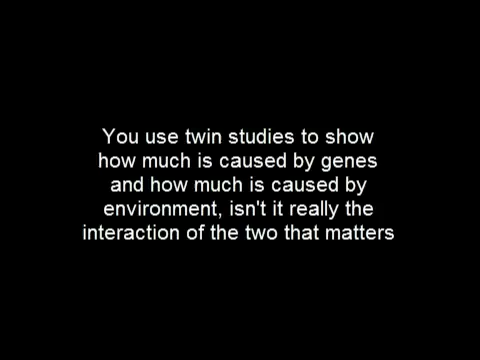 You use twin studies to show
how much is caused by genes
and how much is caused by
environment, isn't it really the
interaction of the two that matters